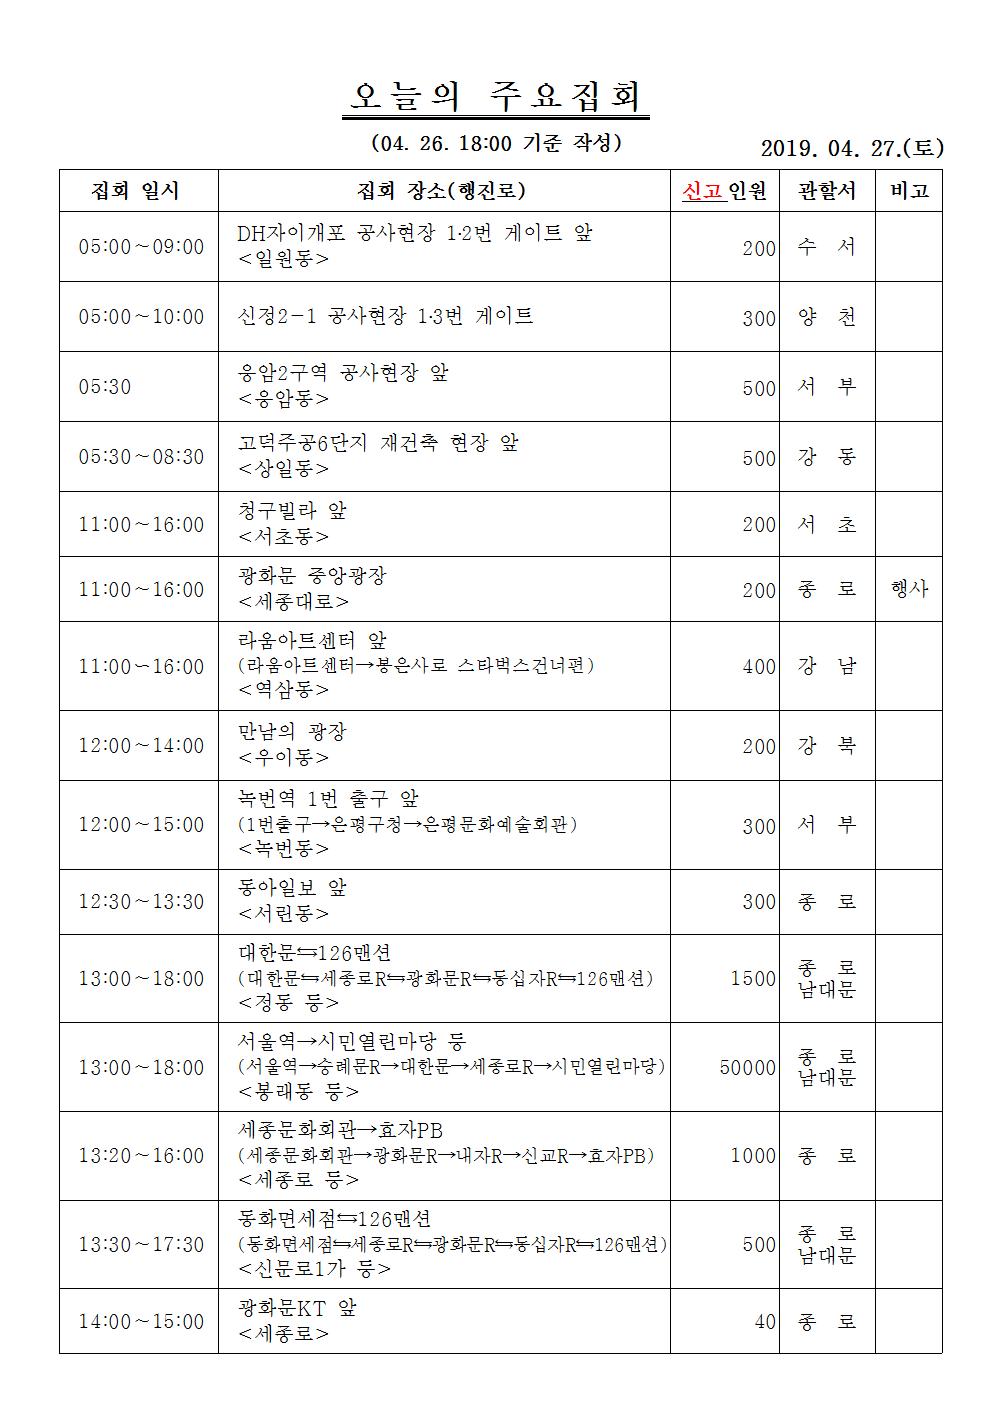 오늘의 주요집회
(04. 26. 18:00 기준 작성)
2019. 04. 27.(토)
집회 일시 집회 장소(행진로) 신고인원 관할서 비고
05:00~09:00 DH자이개포 공사현장 1·2번 게이트 앞 200 수 서
<일원동>
05:00~10:00 신정2-1 공사현장 1·3번 게이트 300 양 천
05:30 응암2구역 공사현장 앞 500 서 부
<응암동>
05:30~08:30 고덕주공6단지 재건축 현장 앞 500 강 동
<상일동>
11:00~16:00 청구빌라 앞 200 서 초
<서초동>
11:00~16:00 광화문 중앙광장 200 종 로 행사
<세종대로>
11:00~16:00 라움아트센터 앞 400 강 남
(라움아트센터→봉은사로 스타벅스건너편)
<역삼동>
12:00~14:00 만남의 광장 200 강 북
<우이동>
12:00~15:00 녹번역 1번 출구 앞 300 서 부
(1번출구→은평구청→은평문화예술회관)
<녹번동>
12:30~13:30 동아일보 앞 300 종 로
<서린동>
13:00~18:00 대한문⇆126맨션 1500 종 로
남대문
(대한문⇆세종로R⇆광화문R⇆동십자R⇆126맨션)
<정동 등>
13:00~18:00 서울역→시민열린마당 등 50000 종 로
남대문
(서울역→숭례문R→대한문→세종로R→시민열린마당)
<봉래동 등>
13:20~16:00 세종문화회관→효자PB 1000 종 로
(세종문화회관→광화문R→내자R→신교R→효자PB)
<세종로 등>
13:30~17:30 동화면세점⇆126맨션 500 종 로
남대문
(동화면세점⇆세종로R⇆광화문R⇆동십자R⇆126맨션)
<신문로1가 등>
14:00~15:00 광화문KT 앞 40 종 로
<세종로>